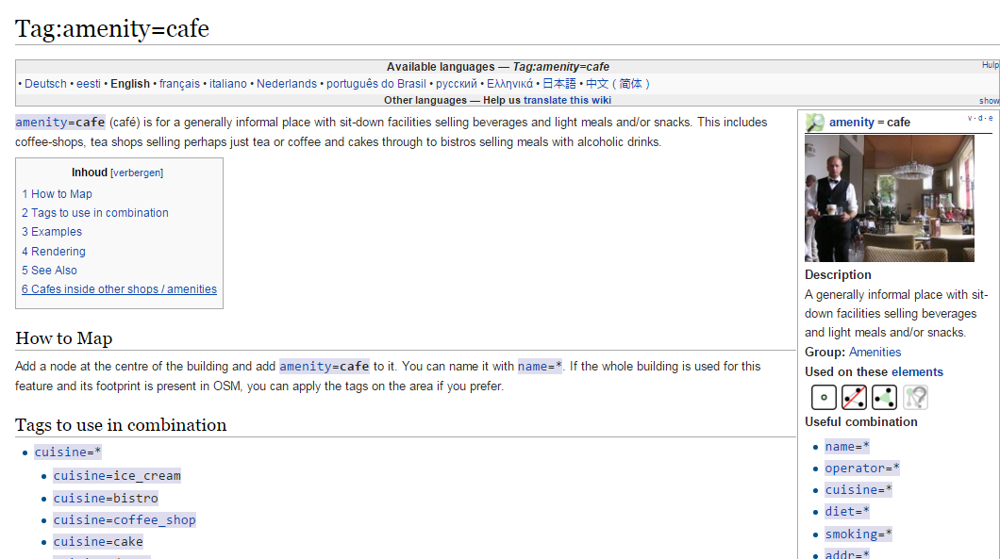 Tag:amenity=cafe
Available languages — Tag:amenity=cafe
Hulp
• Deutsch • eesti • English • français • italiano • Nederlands • português do Brasil • русский • Ελληνικά • 日本語 • 中文（简体）
Other languages — Help us translate this wiki
show
amenity=cafe (café) is for a generally informal place with sit-down facilities selling beverages and light meals and/or snacks. This includes
coffee-shops, tea shops selling perhaps just tea or coffee and cakes through to bistros selling meals with alcoholic drinks.
Inhoud [verbergen]
1 How to Map
2 Tags to use in combination
3 Examples
4 Rendering
5 See Also
6 Cafes inside other shops / amenities
How to Map
Add a node at the centre of the building and add amenity=cafe to it. You can name it with name=*. If the whole building is used for this
feature and its footprint is present in OSM, you can apply the tags on the area if you prefer.
Tags to use in combination
• cuisine=*
• cuisine=ice_cream
• cuisine=bistro
• cuisine=coffee_shop
• cuisine=cake
amenity = cafe
v · d · e
Description
A generally informal place with sit-
down facilities selling beverages
and light meals and/or snacks.
Group: Amenities
Used on these elements
Useful combination
• name=*
• operator=*
• cuisine=*
• diet=*
• smoking=*
• addr=*